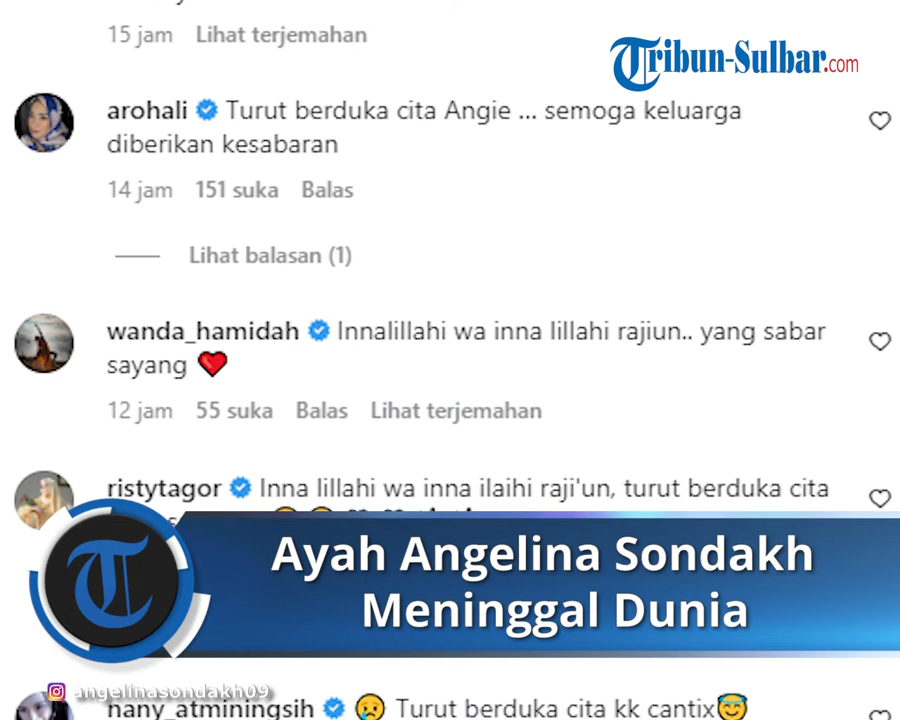 15 jam Lihat terjemahan
Tribun-Sulbar.com
arohali Turut berduka cita Angie ... semoga keluarga
diberikan kesabaran
14 jam 151 suka Balas
Lihat balasan (1)
wanda_hamidah Innalillahi wa inna lillahi rajiun.. yang sabar
sayang ❤️
12 jam 55 suka Balas Lihat terjemahan
ristytagor Inna lillahi wa inna ilaihi raji'un, turut berduka cita
Ayah Angelina Sondakh
Meninggal Dunia
angelinasondakh09
nany_atminingsih 😢 Turut berduka cita kk cantix😇